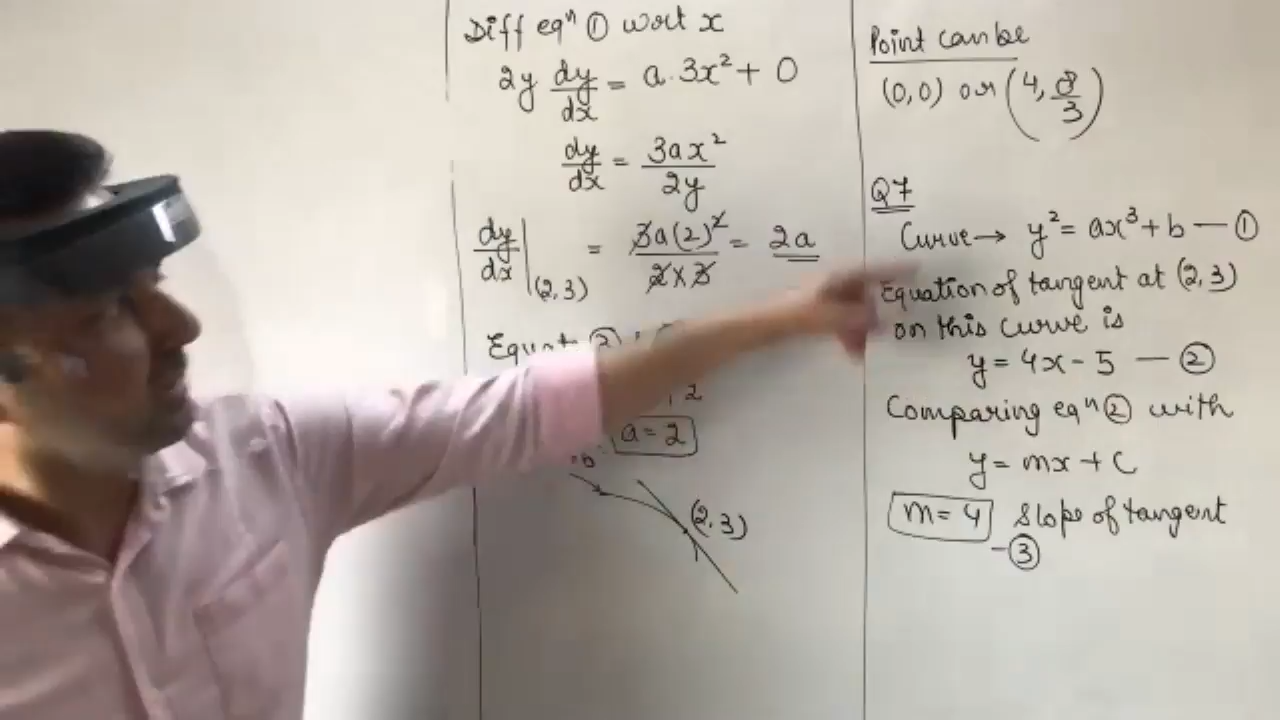 Diff eqⁿ ① wrt x
2y dy/dx = a·3x² + 0
dy/dx = 3ax²/2y
dy/dx |(2,3) = 3a(2)²/2×3 = 2a
a = 2
(2,3)
Point can be
(0,0) or (4, 8/3)
Q7
Curve → y² = ax³ + b — ①
Equation of tangent at (2,3)
on this curve is
y = 4x - 5 — ②
Comparing eqⁿ ② with
y = mx + c
m = 4 Slope of tangent
- ③